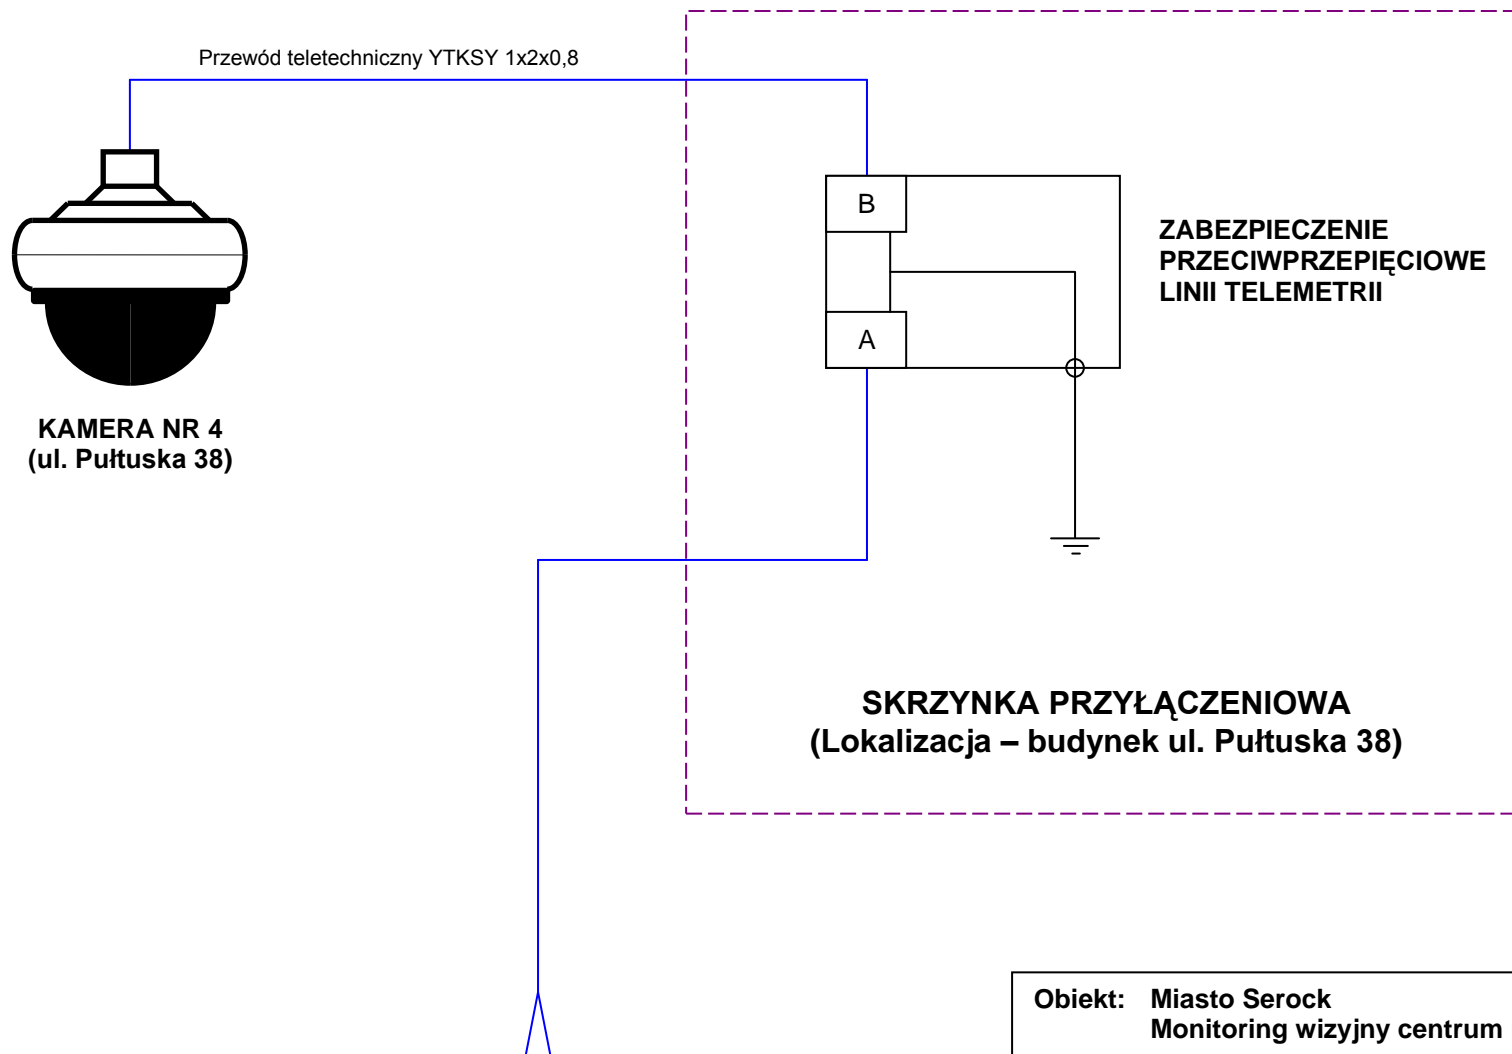 Przewód teletechniczny YTKSY 1x2x0,8
B
ZABEZPIECZENIE
PRZECIWPRZEPIĘCIOWE
LINII TELEMETRII
A
KAMERA NR 4
(ul. Pułtuska 38)
SKRZYNKA PRZYŁĄCZENIOWA
(Lokalizacja – budynek ul. Pułtuska 38)
Obiekt: Miasto Serock
Monitoring wizyjny centrum